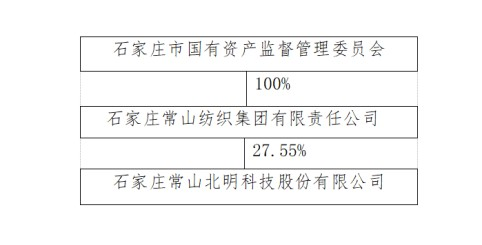 石家庄市国有资产监督管理委员会
100%
石家庄常山纺织集团有限责任公司
27.55%
石家庄常山北明科技股份有限公司